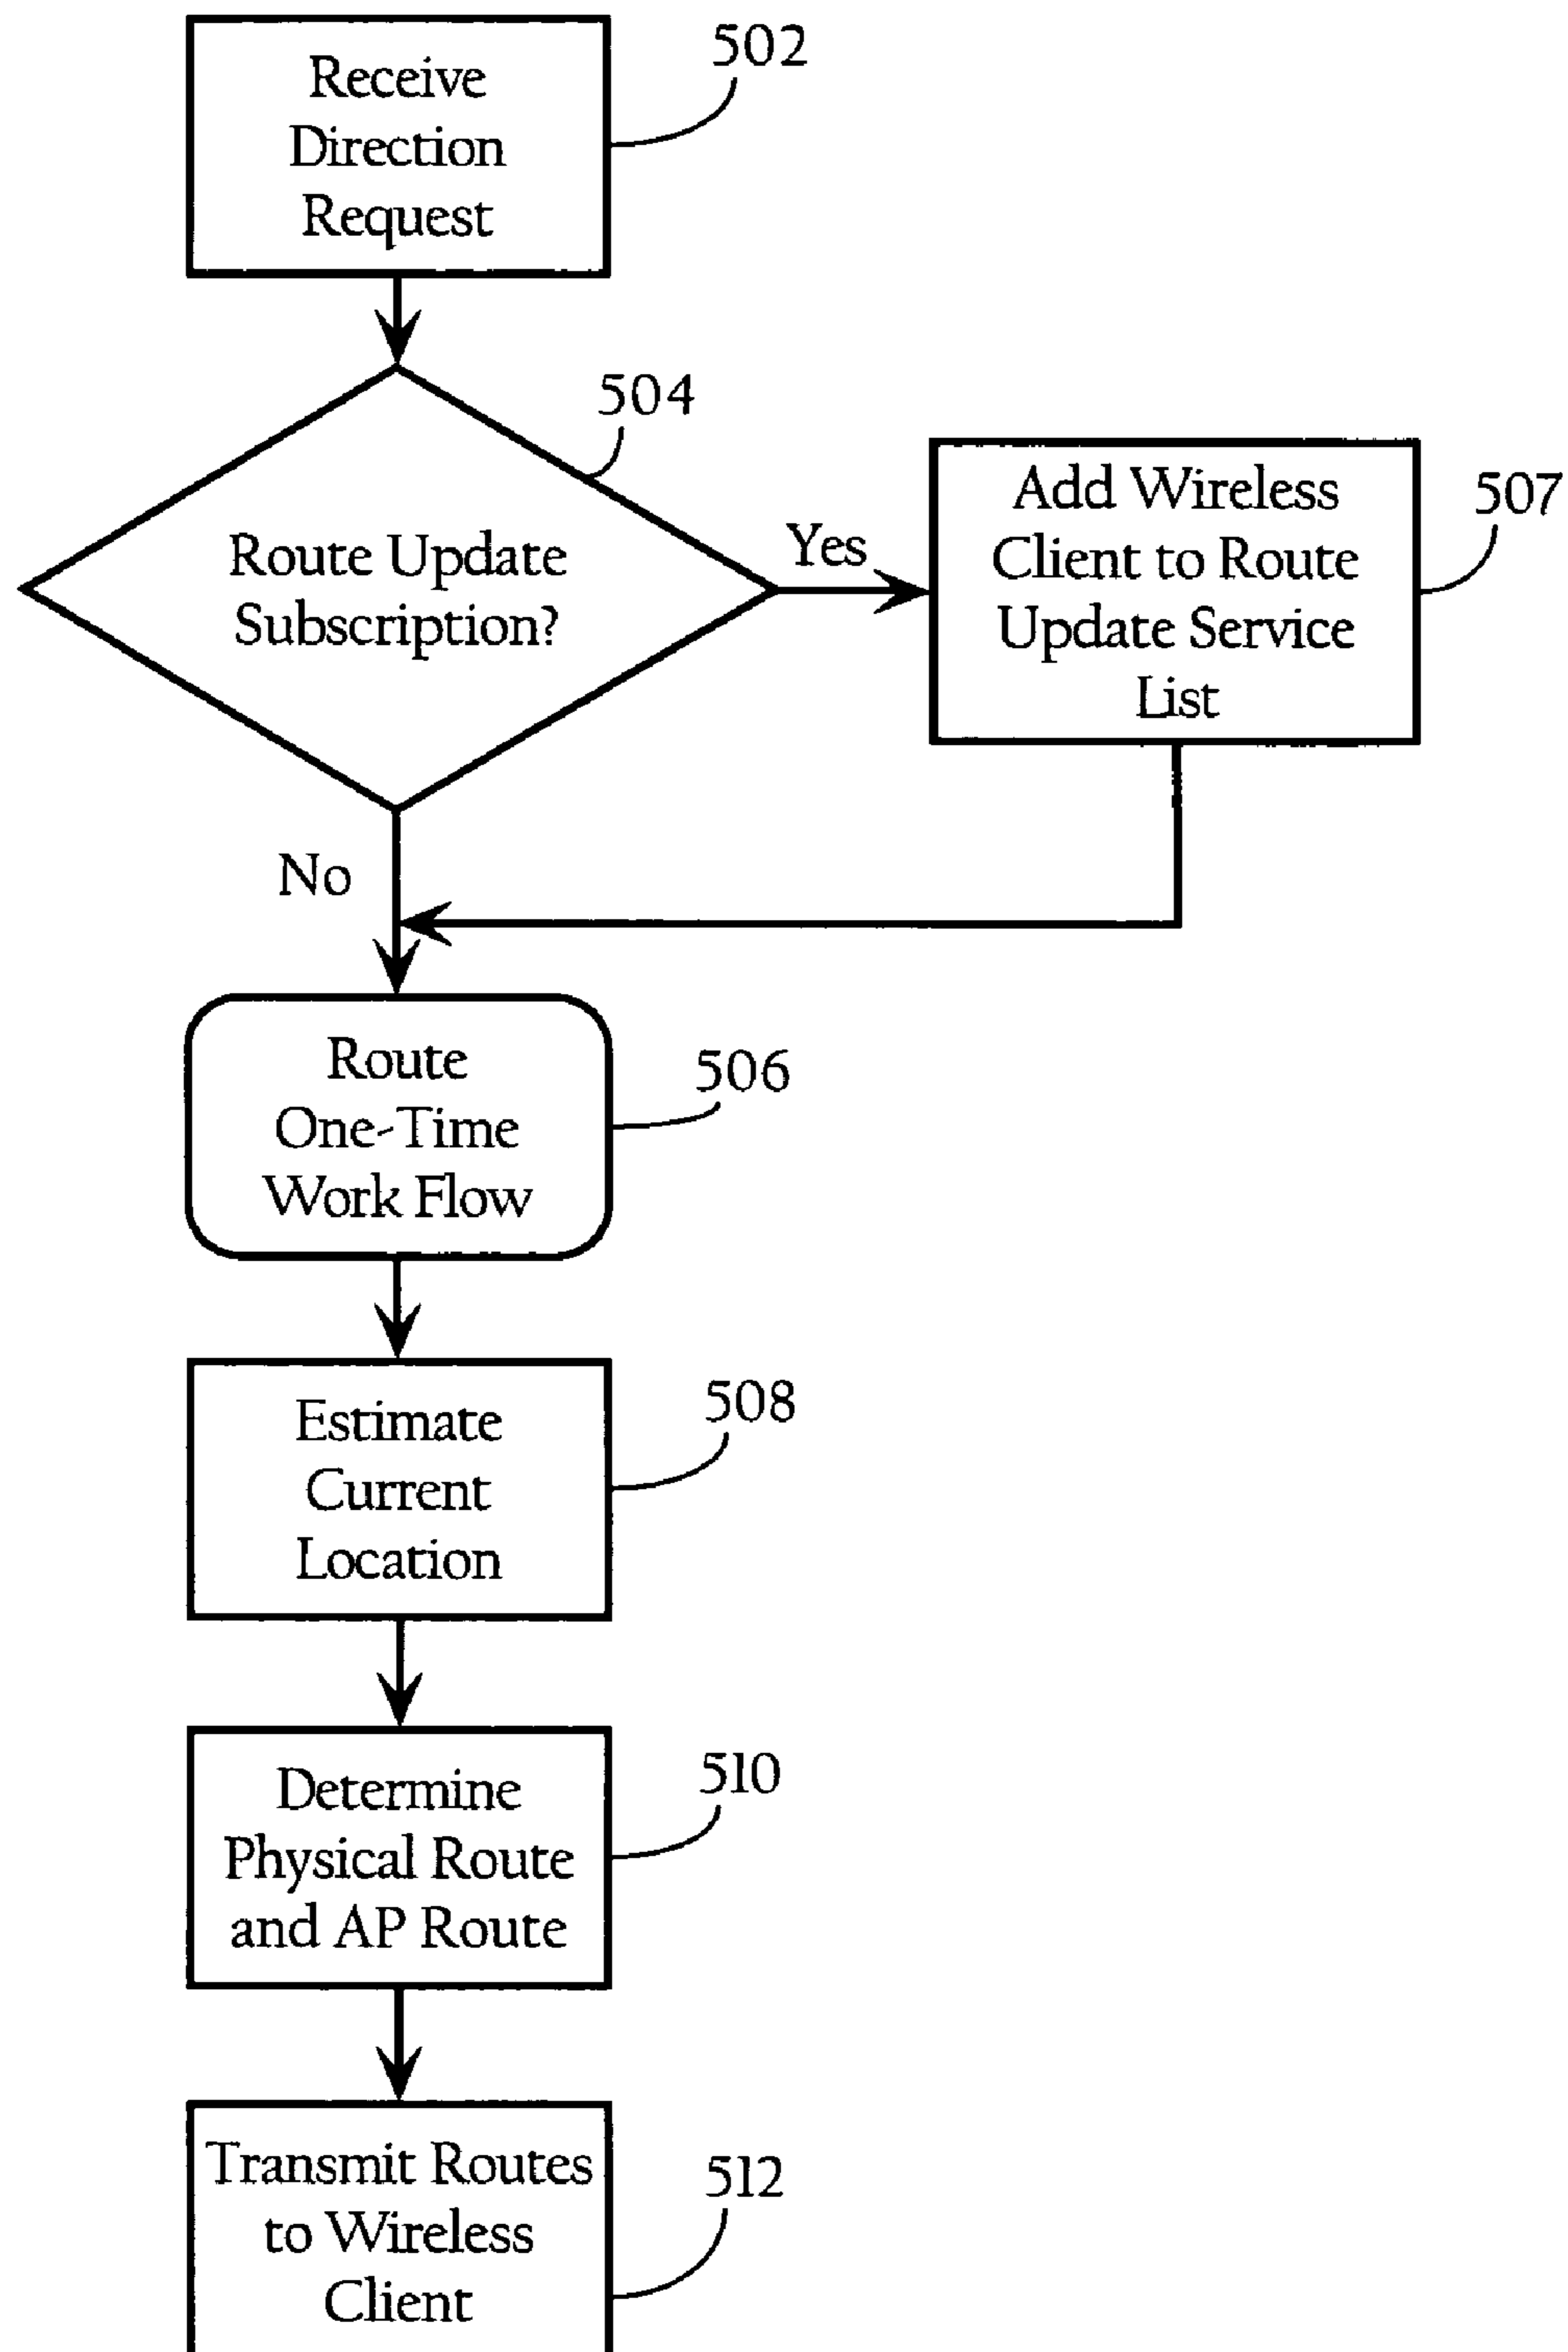 Receive
Direction
Request
502
Route Update
Subscription?
504
Yes
Add Wireless
Client to Route
Update Service
List
507
No
Route
One-Time
Work Flow
506
Estimate
Current
Location
508
Determine
Physical Route
and AP Route
510
Transmit Routes
to Wireless
Client
512